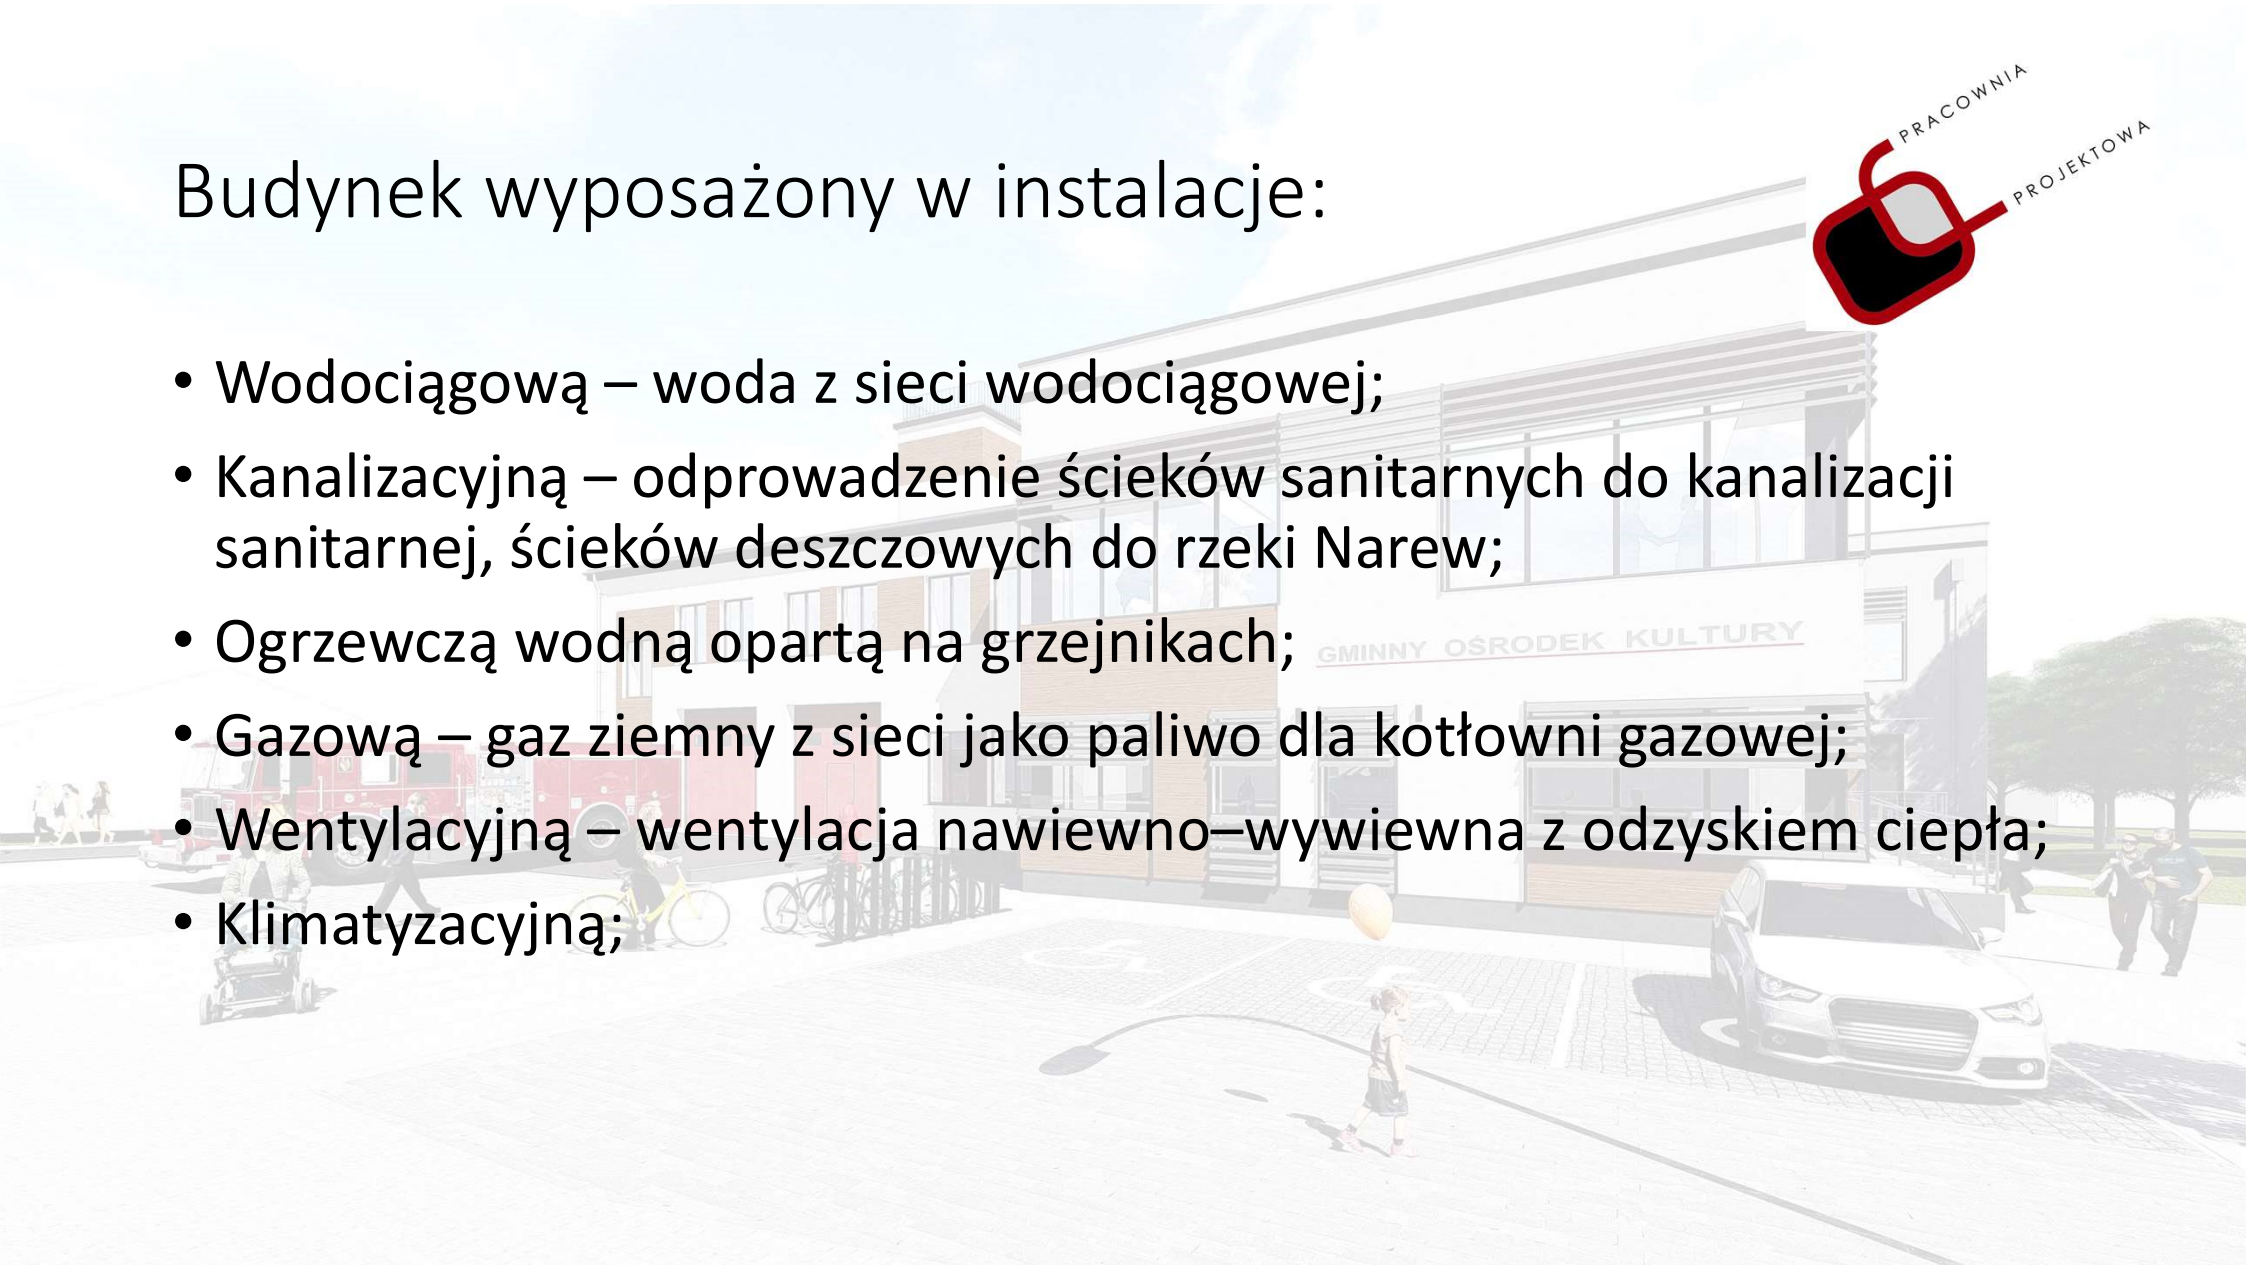 PRACOWNIA
PROJEKTOWA
Budynek wyposażony w instalacje:
• Wodociągową – woda z sieci wodociągowej;
• Kanalizacyjną – odprowadzenie ścieków sanitarnych do kanalizacji
sanitarnej, ścieków deszczowych do rzeki Narew;
• Ogrzewczą wodną opartą na grzejnikach;
GMINNY OŚRODEK KULTURY
• Gazową – gaz ziemny z sieci jako paliwo dla kotłowni gazowej;
• Wentylacyjną – wentylacja nawiewno–wywiewna z odzyskiem ciepła;
• Klimatyzacyjną;